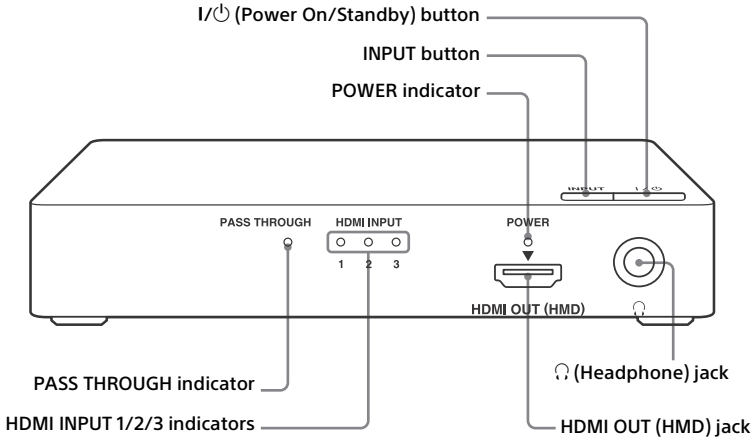 I/⏻ (Power On/Standby) button
INPUT button
POWER indicator
INPUT I / ⏻
PASS THROUGH HDMI INPUT POWER
1 2 3
HDMI OUT (HMD)
PASS THROUGH indicator
🎧 (Headphone) jack
HDMI INPUT 1/2/3 indicators
HDMI OUT (HMD) jack